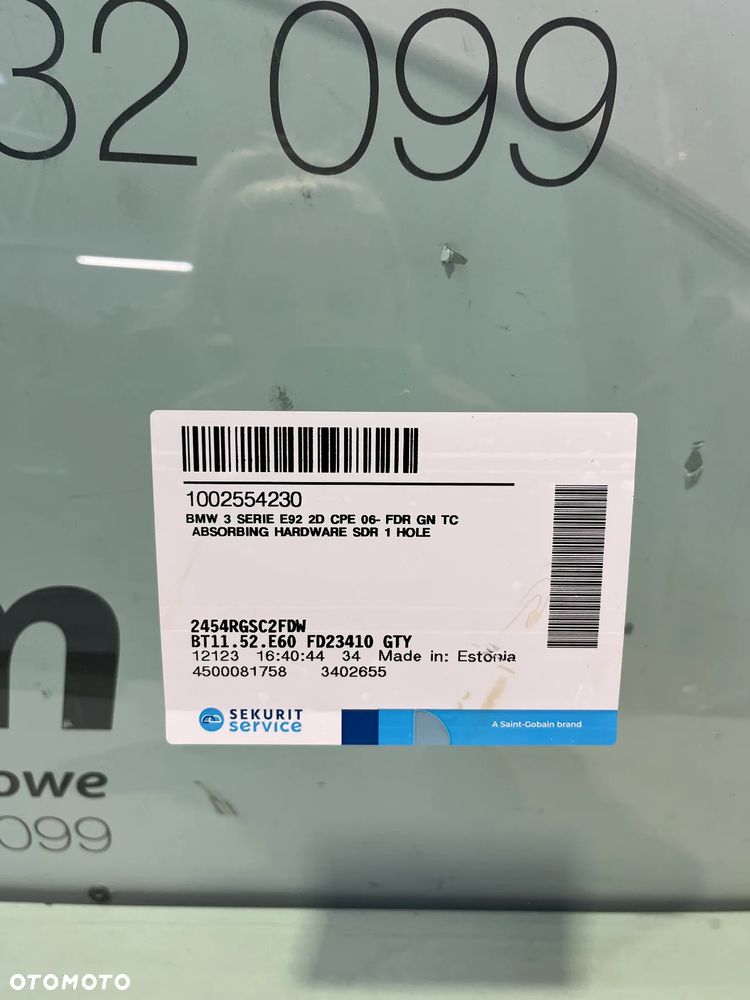 32 099
1002554230
BMW 3 SERIE E92 2D CPE 06- FDR GN TC
ABSORBING HARDWARE SDR 1 HOLE
2454RGSC2FDW
BT11.52.E60 FD23410 GTY
12123 16:40:44 34 Made in: Estonia
4500081758 3402655
SEKURIT
service
A Saint-Gobain brand
m
owe
099
OTOMOTO